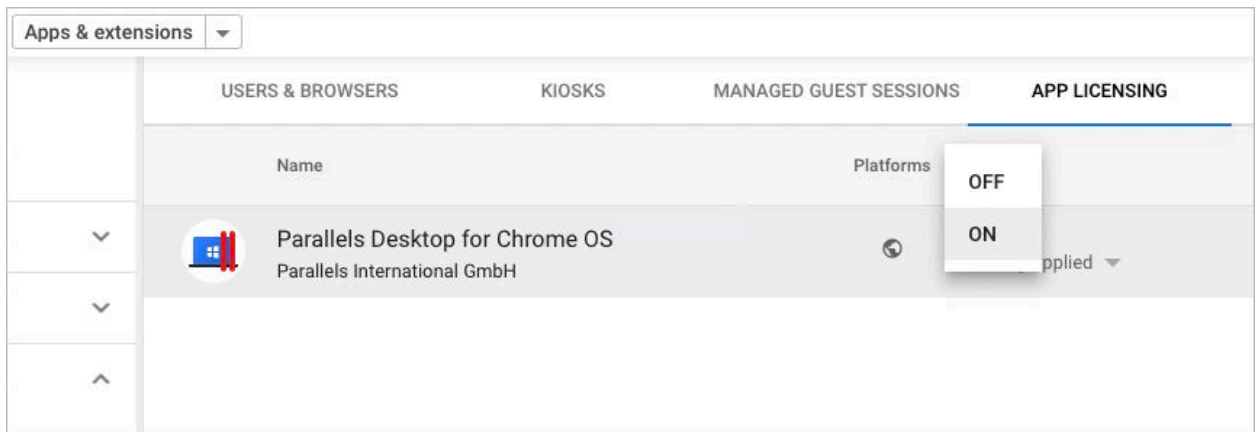 Apps & extensions
USERS & BROWSERS KIOSKS MANAGED GUEST SESSIONS APP LICENSING
Name Platforms
OFF
ON
Parallels Desktop for Chrome OS
Parallels International GmbH